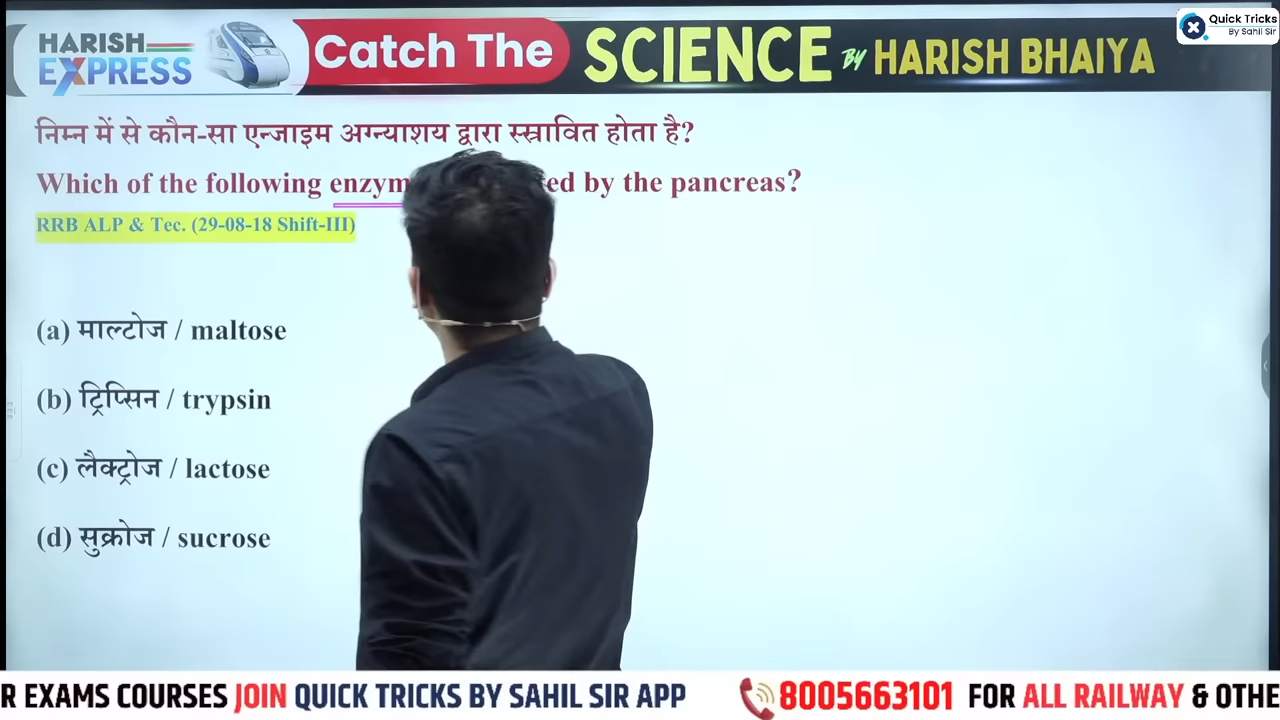 HARISH
EXPRESS
Catch The SCIENCE BY HARISH BHAIYA
Quick Tricks
By Sahil Sir
निम्न में से कौन-सा एन्जाइम अग्न्याशय द्वारा स्स्रावित होता है?
Which of the following enzym ed by the pancreas?
RRB ALP & Tec. (29-08-18 Shift-III)
(a) माल्टोज / maltose
(b) ट्रिप्सिन / trypsin
(c) लैक्ट्रोज / lactose
(d) सुक्रोज / sucrose
R EXAMS COURSES JOIN QUICK TRICKS BY SAHIL SIR APP 8005663101 FOR ALL RAILWAY & OTHE